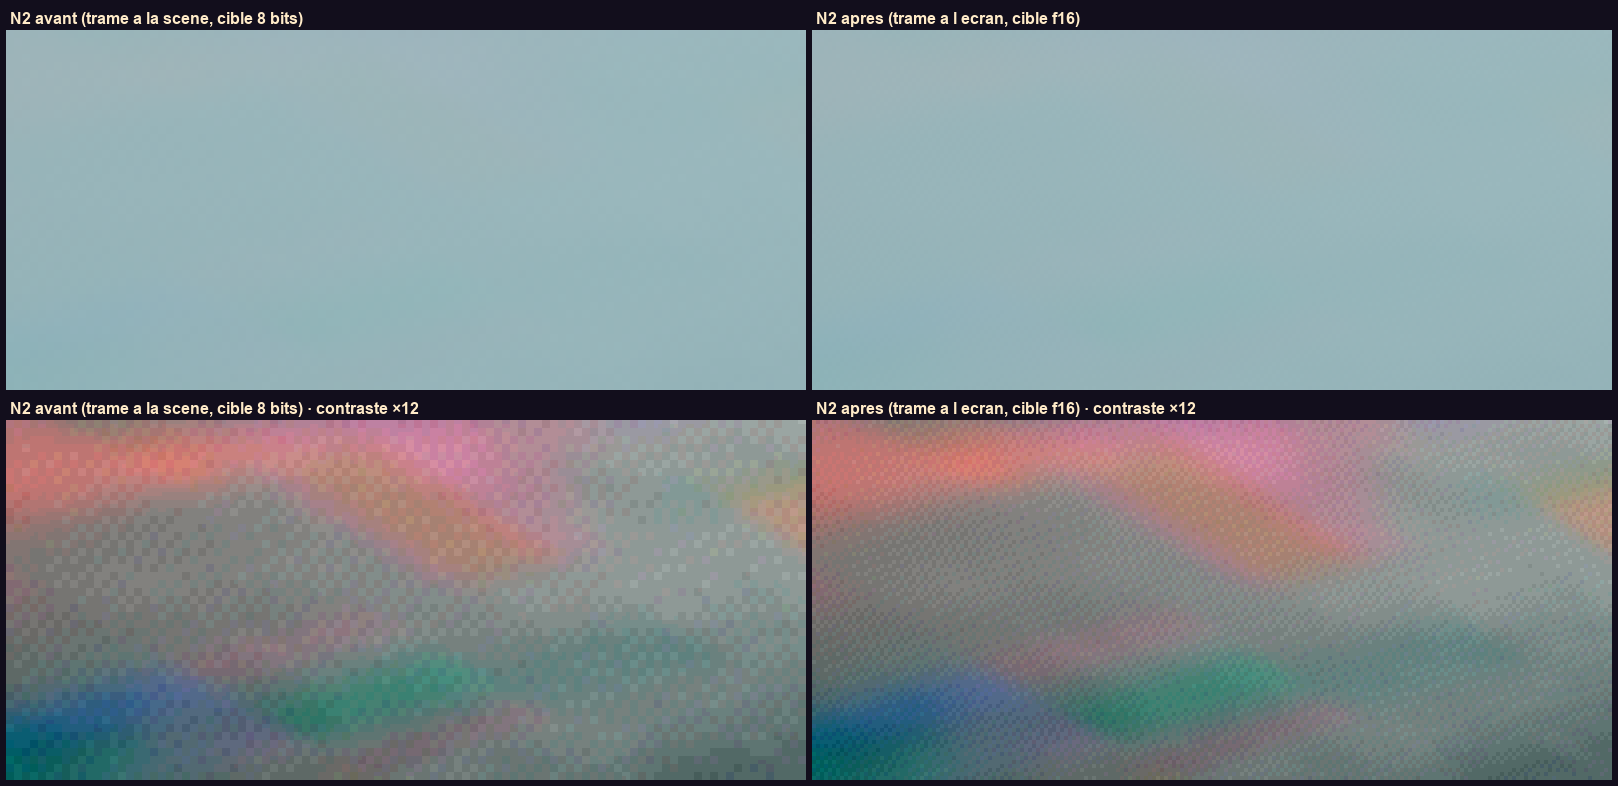 N2 avant (trame a la scene, cible 8 bits)
N2 apres (trame a l ecran, cible f16)
N2 avant (trame a la scene, cible 8 bits) · contraste ×12
N2 apres (trame a l ecran, cible f16) · contraste ×12